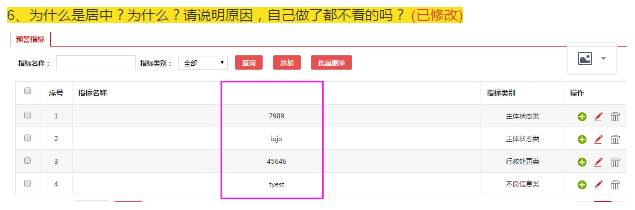 6、为什么是居中？为什么？请说明原因，自己做了都不看的吗？ (已修改)
预警指标
指标名称： 指标类别： 全部 查询 添加 批量删除
序号 指标名称 指标类别 操作
1 7989 主体状态类
2 iujo 主体状态类
3 45646 行政处罚类
4 tyest 不良信息类